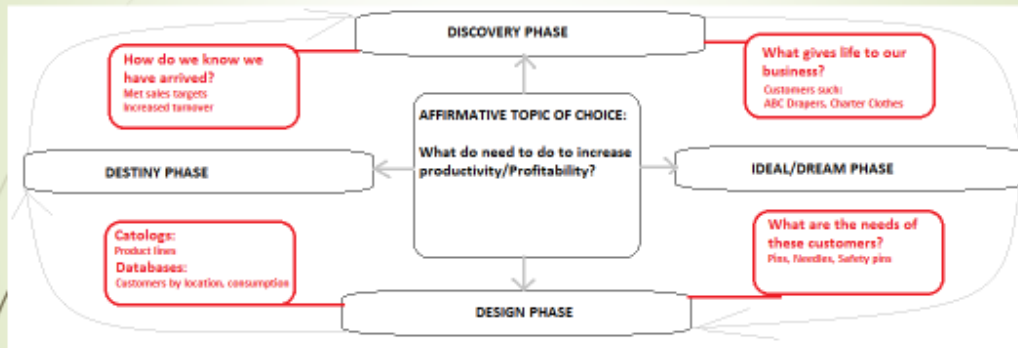 DISCOVERY PHASE
How do we know we
have arrived?
Met sales targets
Increased turnover
What gives life to our
business?
Customers such:
ABC Drapers, Charter Clothes
AFFIRMATIVE TOPIC OF CHOICE:
What do need to do to increase
productivity/Profitability?
DESTINY PHASE
IDEAL/DREAM PHASE
Catologs:
Product lines
Databases:
Customers by location, consumption
What are the needs of
these customers?
Pins, Needles, Safety pins
DESIGN PHASE